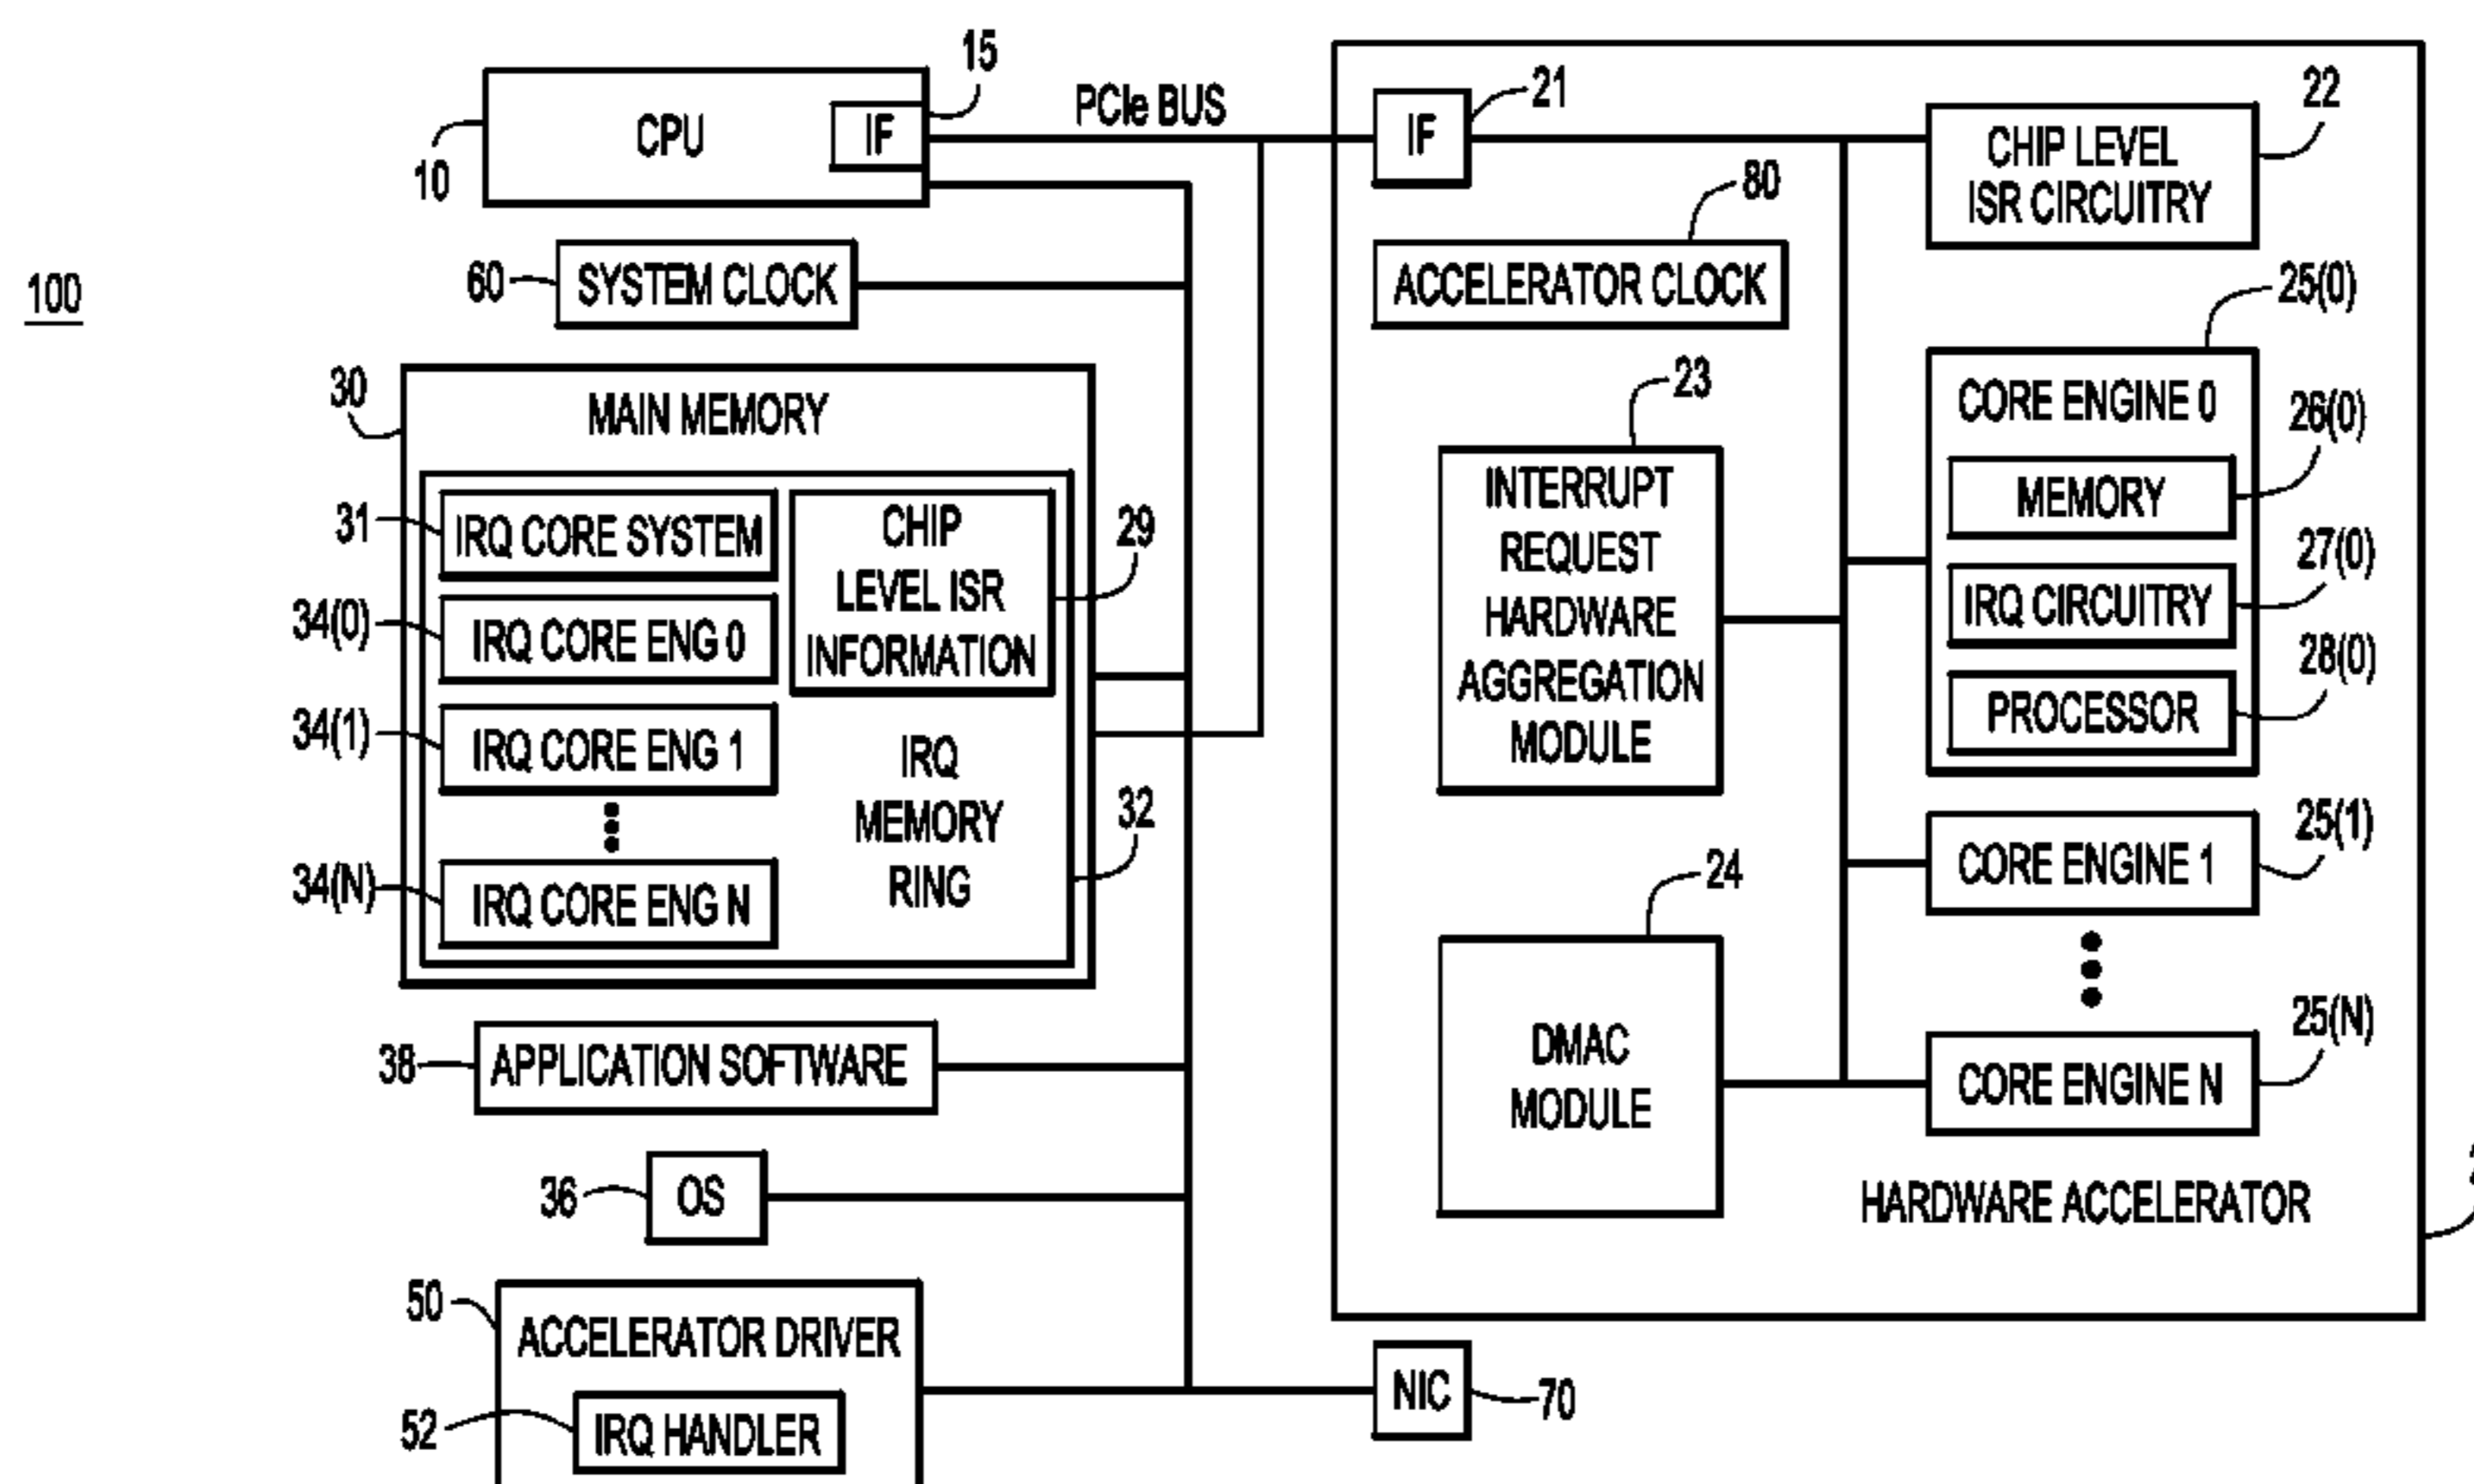 100
CPU
IF
15
10
PCIe BUS
60
SYSTEM CLOCK
30
MAIN MEMORY
31
IRQ CORE SYSTEM
34(0)
IRQ CORE ENG 0
34(1)
IRQ CORE ENG 1
34(N)
IRQ CORE ENG N
CHIP
LEVEL ISR
INFORMATION
29
IRQ
MEMORY
RING
32
38
APPLICATION SOFTWARE
36
OS
50
ACCELERATOR DRIVER
52
IRQ HANDLER
NIC
70
IF
21
80
ACCELERATOR CLOCK
23
INTERRUPT
REQUEST
HARDWARE
AGGREGATION
MODULE
24
DMAC
MODULE
22
CHIP LEVEL
ISR CIRCUITRY
25(0)
CORE ENGINE 0
26(0)
MEMORY
27(0)
IRQ CIRCUITRY
28(0)
PROCESSOR
25(1)
CORE ENGINE 1
25(N)
CORE ENGINE N
HARDWARE ACCELERATOR